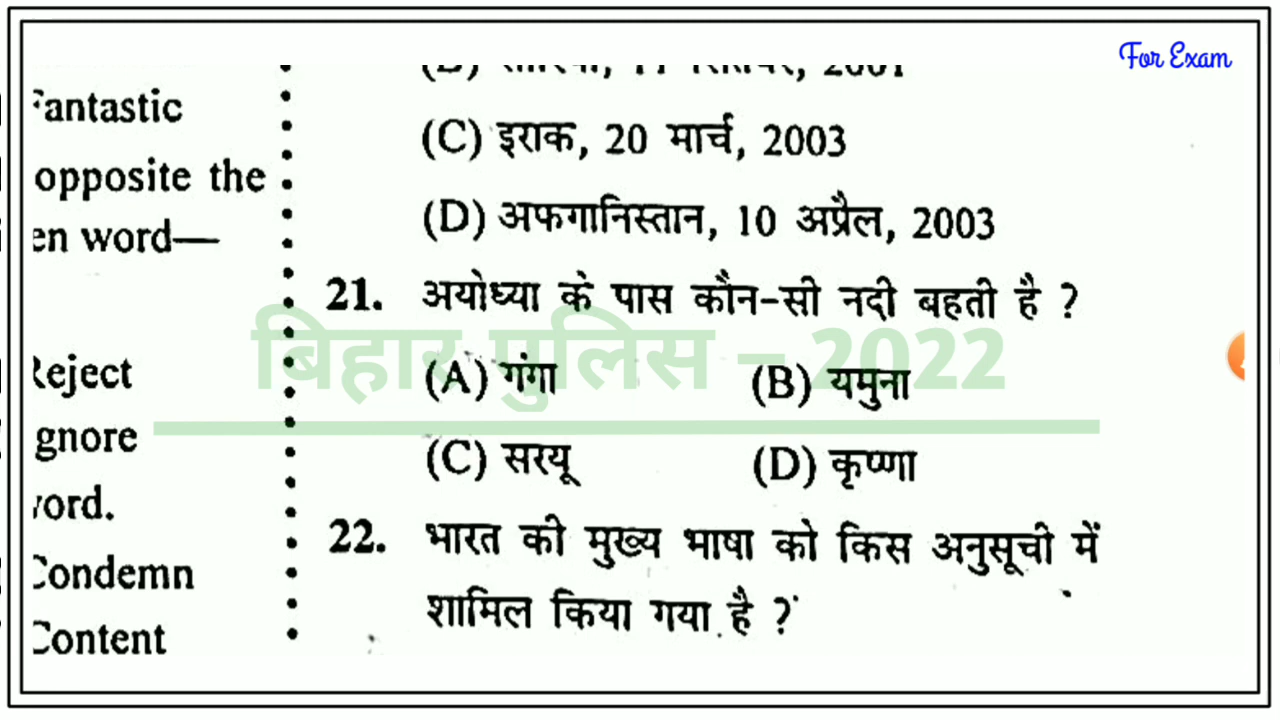 For Exam
Fantastic
opposite the
en word—
Reject
gnore
ord.
Condemn
Content
(C) इराक, 20 मार्च, 2003
(D) अफगानिस्तान, 10 अप्रैल, 2003
21. अयोध्या के पास कौन-सी नदी बहती है ?
(A) गंगा (B) यमुना
(C) सरयू (D) कृष्णा
22. भारत की मुख्य भाषा को किस अनुसूची में
शामिल किया गया है ?
बिहार पुलिस – 2022